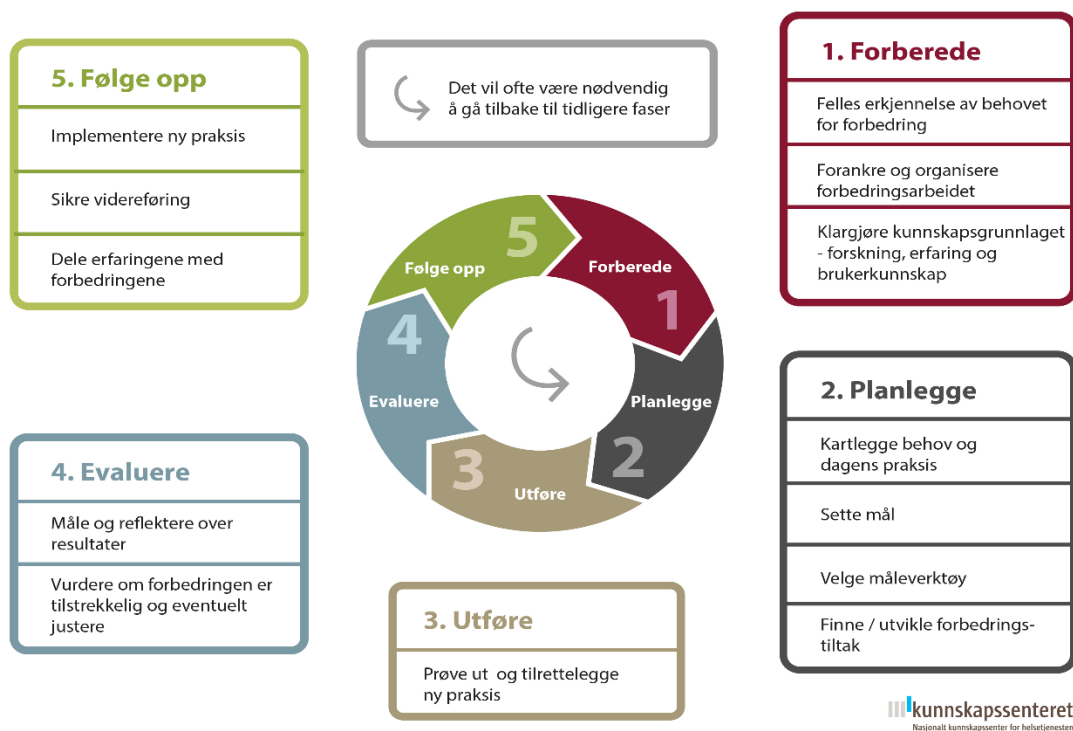 5. Følge opp
Implementere ny praksis
Sikre videreføring
Dele erfaringene med
forbedringene
Det vil ofte være nødvendig
å gå tilbake til tidligere faser
1. Forberede
Felles erkjennelse av behovet
for forbedring
Forankre og organisere
forbedringsarbeidet
Klargjøre kunnskapsgrunnlaget
- forskning, erfaring og
brukerkunnskap
5
Følge opp
Forberede
1
4
Evaluere
Planlegge
2
3
Utføre
2. Planlegge
Kartlegge behov og
dagens praksis
Sette mål
Velge måleverktøy
Finne / utvikle forbedrings-
tiltak
4. Evaluere
Måle og reflektere over
resultater
Vurdere om forbedringen er
tilstrekkelig og eventuelt
justere
3. Utføre
Prøve ut og tilrettelegge
ny praksis
kunnskapssenteret
Nasjonalt kunnskapssenter for helsetjenesten